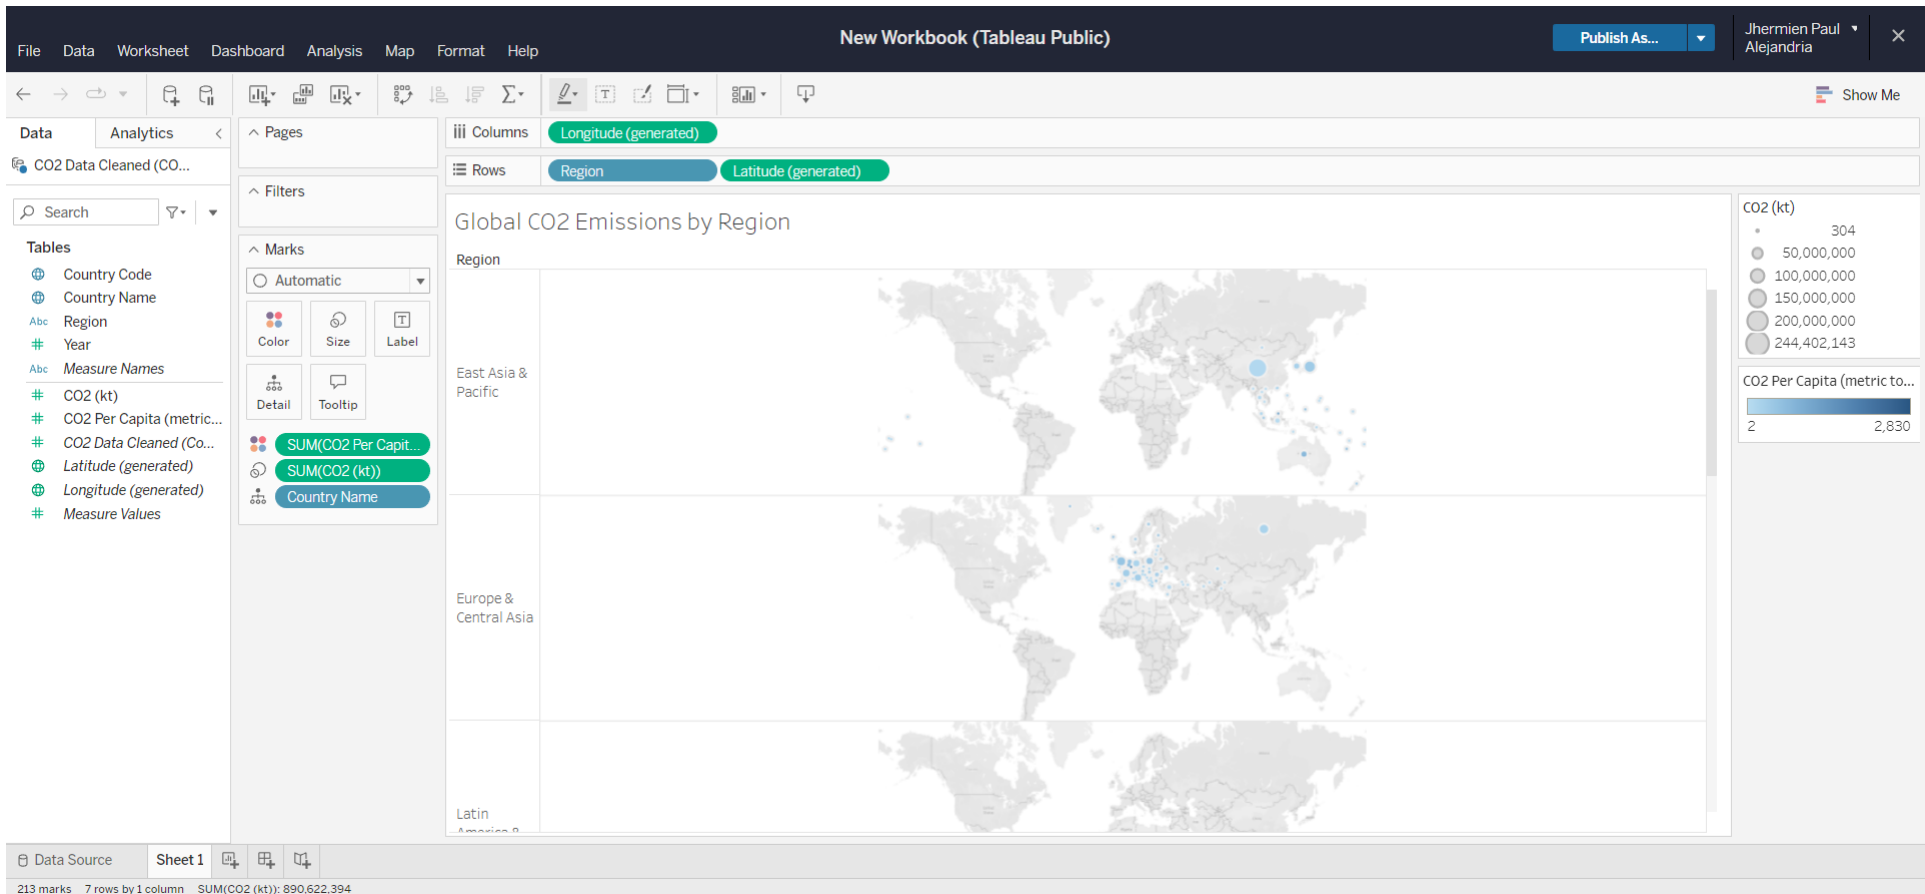 New Workbook (Tableau Public)
Publish As...
Jhermien Paul
Alejandria
File Data Worksheet Dashboard Analysis Map Format Help
Show Me
Data Analytics
CO2 Data Cleaned (CO...
Search
Tables
Country Code
Country Name
Abc Region
Year
Abc Measure Names
CO2 (kt)
CO2 Per Capita (metric...
CO2 Data Cleaned (Co...
Latitude (generated)
Longitude (generated)
Measure Values
Pages
Filters
Marks
Automatic
Color Size Label
Detail Tooltip
SUM(CO2 Per Capit...
SUM(CO2 (kt))
Country Name
Columns Longitude (generated)
Rows Region Latitude (generated)
Global CO2 Emissions by Region
Region
East Asia &
Pacific
Europe &
Central Asia
Latin
America &
CO2 (kt)
304
50,000,000
100,000,000
150,000,000
200,000,000
244,402,143
CO2 Per Capita (metric to...
2 2,830
Data Source Sheet 1
213 marks 7 rows by 1 column SUM(CO2 (kt)): 890,622,394